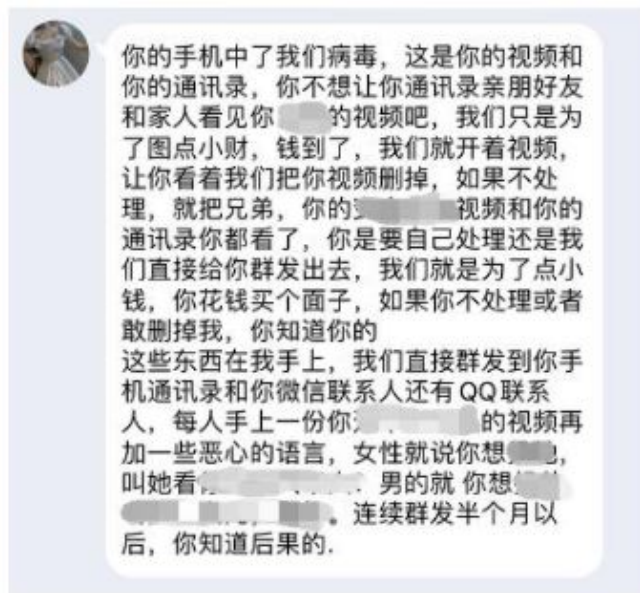 你的手机中了我们病毒，这是你的视频和
你的通讯录，你不想让你通讯录亲朋好友
和家人看见你的视频吧，我们只是为
了图点小财，钱到了，我们就开着视频，
让你看着我们把你视频删掉，如果不处
理，就把兄弟，你的视频和你的
通讯录你都看了，你是要自己处理还是我
们直接给你群发出去，我们就是为了点小
钱，你花钱买个面子，如果你不处理或者
敢删掉我，你知道你的
这些东西在我手上，我们直接群发到你手
机通讯录和你微信联系人还有QQ联系
人，每人手上一份你的视频再
加一些恶心的语言，女性就说你想，
叫她看男的就 你想
。连续群发半个月以
后，你知道后果的.